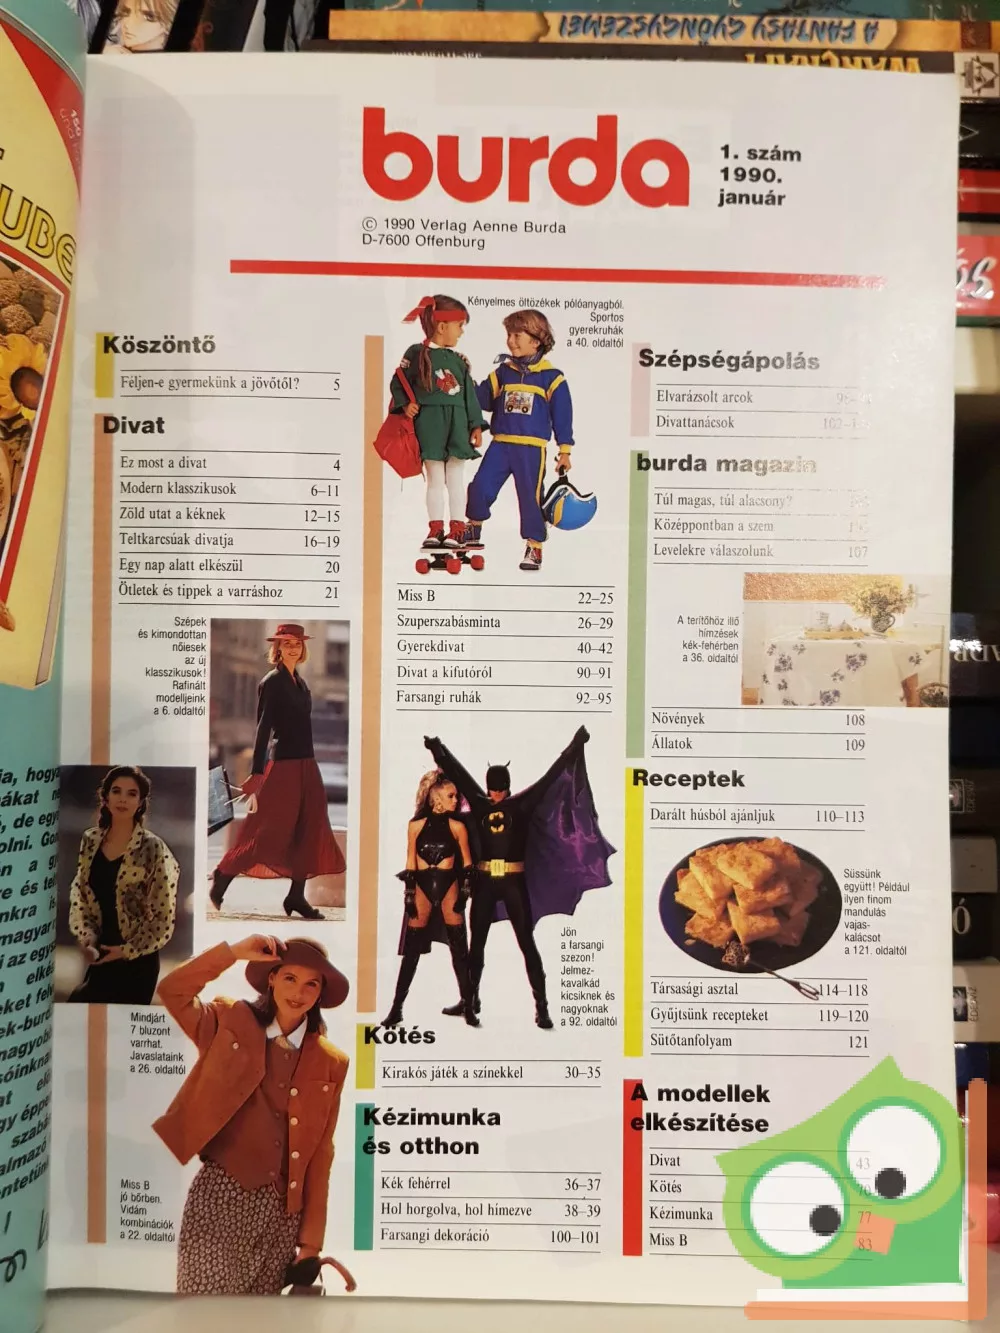 A FANTASY GYÖNGYSZEMEI
burda
1. szám
1990.
január
© 1990 Verlag Aenne Burda
D-7600 Offenburg
Köszöntő
Féljen-e gyermekünk a jövőtől? 5
Divat
Ez most a divat 4
Modern klasszikusok 6–11
Zöld utat a kéknek 12–15
Teltkarcsúak divatja 16–19
Egy nap alatt elkészül 20
Ötletek és tippek a varráshoz 21
Szépek
és kimondottan
nőiesek
az új
klasszikusok!
Rafinált
modelljeink
a 6. oldaltól
Mindjárt
7 bluzont
varrhat.
Javaslataink
a 26. oldaltól
Miss B
jó bőrben.
Vidám
kombinációk
a 22. oldaltól
Kényelmes öltözékek pólóanyagból.
Sportos
gyerekruhák
a 40. oldaltól
Miss B 22–25
Szuperszabásminta 26–29
Gyerekdivat 40–42
Divat a kifutóról 90–91
Farsangi ruhák 92–95
Jön
a farsangi
szezon!
Jelmez-
kavalkád
kicsiknek és
nagyoknak
a 92. oldaltól
Kötés
Kirakós játék a színekkel 30–35
Kézimunka
és otthon
Kék fehérrel 36–37
Hol horgolva, hol hímezve 38–39
Farsangi dekoráció 100–101
Szépségápolás
Elvarázsolt arcok
Divattanácsok
burda magazin
Túl magas, túl alacsony?
Középpontban a szem
Levelekre válaszolunk 107
A terítőhöz illő
hímzések
kék-fehérben
a 36. oldaltól
Növények 108
Állatok 109
Receptek
Darált húsból ajánljuk 110–113
Süssünk
együtt! Például
ilyen finom
mandulás
vajas-
kalácsot
a 121. oldaltól
Társasági asztal 114–118
Gyűjtsünk recepteket 119–120
Sütőtanfolyam 121
A modellek
elkészítése
Divat 43
Kötés 70
Kézimunka 77
Miss B 83